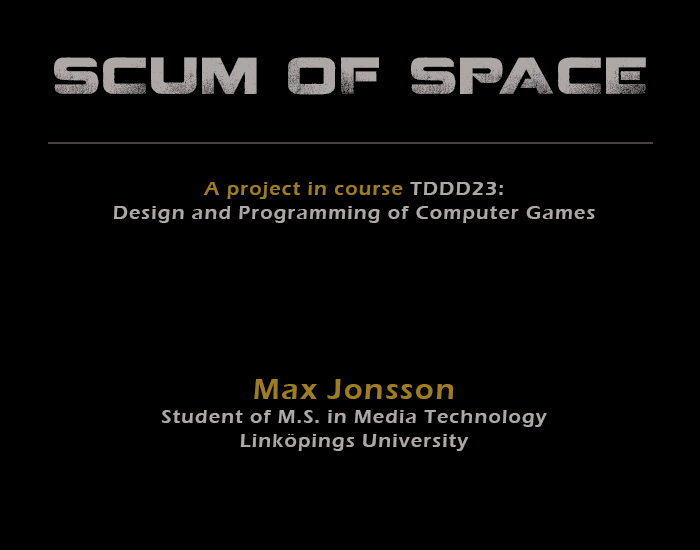 SCUM OF SPACE
A project in course TDDD23:
Design and Programming of Computer Games
Max Jonsson
Student of M.S. in Media Technology
Linköpings University